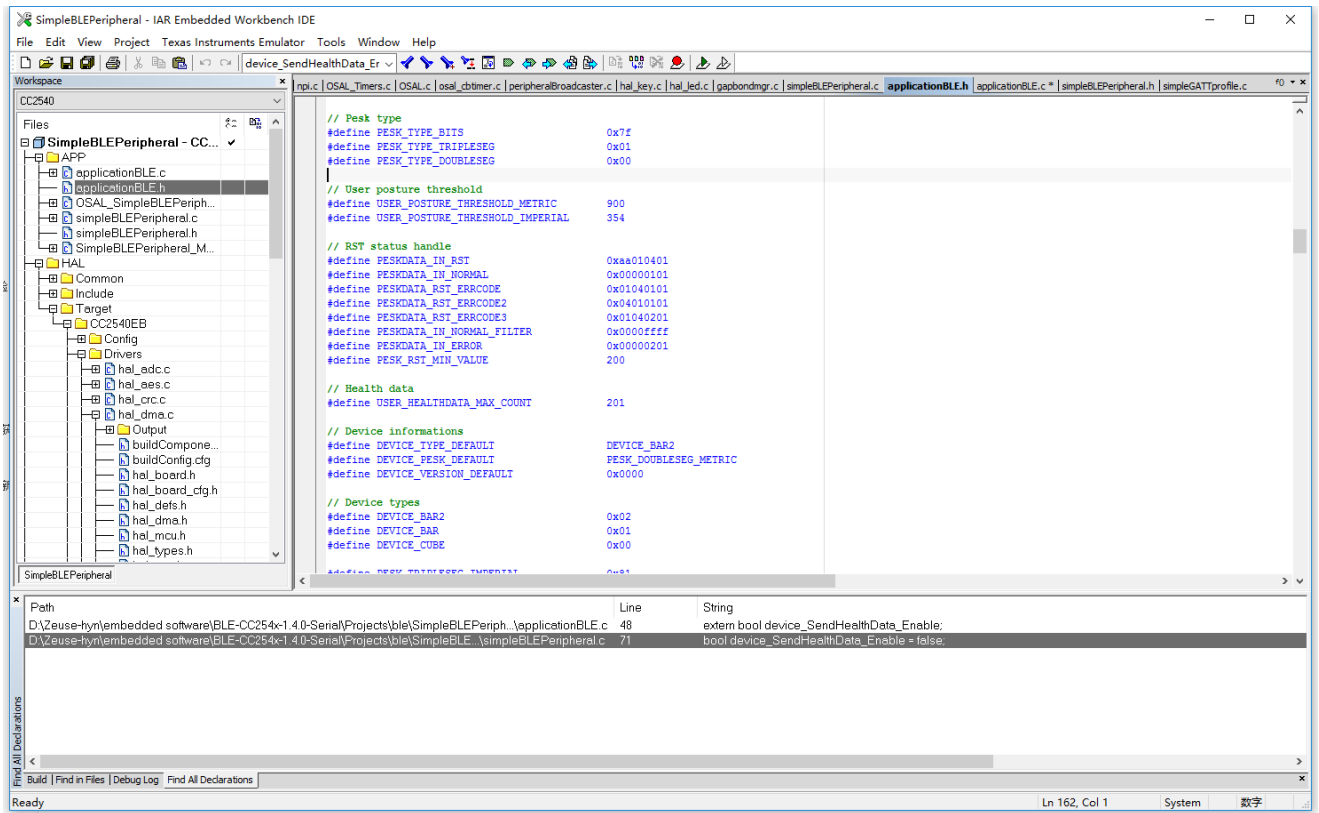 SimpleBLEPeripheral - IAR Embedded Workbench IDE
File Edit View Project Texas Instruments Emulator Tools Window Help
device_SendHealthData_Er
Workspace
CC2540
Files
SimpleBLEPeripheral - CC...
APP
applicationBLE.c
applicationBLE.h
OSAL_SimpleBLEPeriph...
simpleBLEPeripheral.c
simpleBLEPeripheral.h
SimpleBLEPeripheral_M...
HAL
Common
Include
Target
CC2540EB
Config
Drivers
hal_adc.c
hal_aes.c
hal_crc.c
hal_dma.c
Output
buildCompone...
buildConfig.cfg
hal_board.h
hal_board_cfg.h
hal_defs.h
hal_dma.h
hal_mcu.h
hal_types.h
SimpleBLEPeripheral
npi.c | OSAL_Timers.c | OSAL.c | osal_cbtimer.c | peripheralBroadcaster.c | hal_key.c | hal_led.c | gapbondmgr.c | simpleBLEPeripheral.c applicationBLE.h applicationBLE.c * | simpleBLEPeripheral.h | simpleGATTprofile.c f0
// Pesk type
#define PESK_TYPE_BITS 0x7f
#define PESK_TYPE_TRIPLESEG 0x01
#define PESK_TYPE_DOUBLESEG 0x00
// User posture threshold
#define USER_POSTURE_THRESHOLD_METRIC 900
#define USER_POSTURE_THRESHOLD_IMPERIAL 354
// RST status handle
#define PESKDATA_IN_RST 0xaa010401
#define PESKDATA_IN_NORMAL 0x00000101
#define PESKDATA_RST_ERRCODE 0x01040101
#define PESKDATA_RST_ERRCODE2 0x04010101
#define PESKDATA_RST_ERRCODE3 0x01040201
#define PESKDATA_IN_NORMAL_FILTER 0x0000ffff
#define PESKDATA_IN_ERROR 0x00000201
#define PESK_RST_MIN_VALUE 200
// Health data
#define USER_HEALTHDATA_MAX_COUNT 201
// Device informations
#define DEVICE_TYPE_DEFAULT DEVICE_BAR2
#define DEVICE_PESK_DEFAULT PESK_DOUBLESEG_METRIC
#define DEVICE_VERSION_DEFAULT 0x0000
// Device types
#define DEVICE_BAR2 0x02
#define DEVICE_BAR 0x01
#define DEVICE_CUBE 0x00
#define PESK_TRIPLESEG_IMPERIAL 0x81
Path Line String
D:\Zeuse-hyn\embedded software\BLE-CC254x-1.4.0-Serial\Projects\ble\SimpleBLEPeriph...\applicationBLE.c 48 extern bool device_SendHealthData_Enable;
D:\Zeuse-hyn\embedded software\BLE-CC254x-1.4.0-Serial\Projects\ble\SimpleBLE...\simpleBLEPeripheral.c 71 bool device_SendHealthData_Enable = false;
Find All Declarations
Build | Find in Files | Debug Log Find All Declarations
Ready Ln 162, Col 1 System 数字